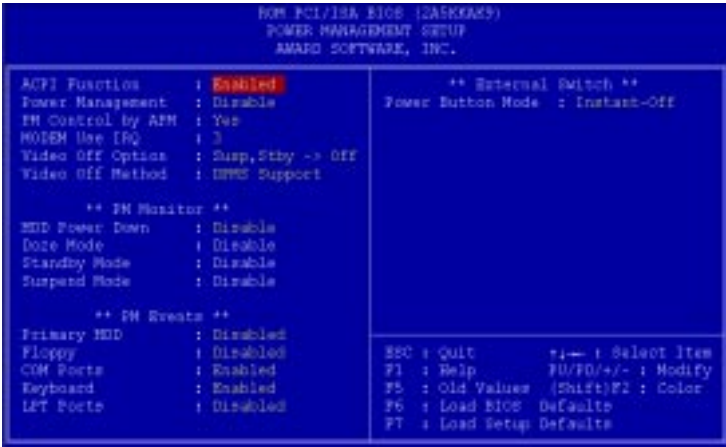 ROM PCI/ISA BIOS (2A5KKAK9)
POWER MANAGEMENT SETUP
AWARD SOFTWARE, INC.
ACPI Function : Enabled
Power Management : Disable
PM Control by APM : Yes
MODEM Use IRQ : 3
Video Off Option : Susp,Stby -> Off
Video Off Method : DPMS Support
** PM Monitor **
HDD Power Down : Disable
Doze Mode : Disable
Standby Mode : Disable
Suspend Mode : Disable
** PM Events **
Primary HDD : Disabled
Floppy : Disabled
COM Ports : Enabled
Keyboard : Enabled
LPT Ports : Disabled
** External Switch **
Power Button Mode : Instant-Off
ESC : Quit ↑↓→← : Select Item
F1 : Help PU/PD/+/- : Modify
F5 : Old Values (Shift)F2 : Color
F6 : Load BIOS Defaults
F7 : Load Setup Defaults